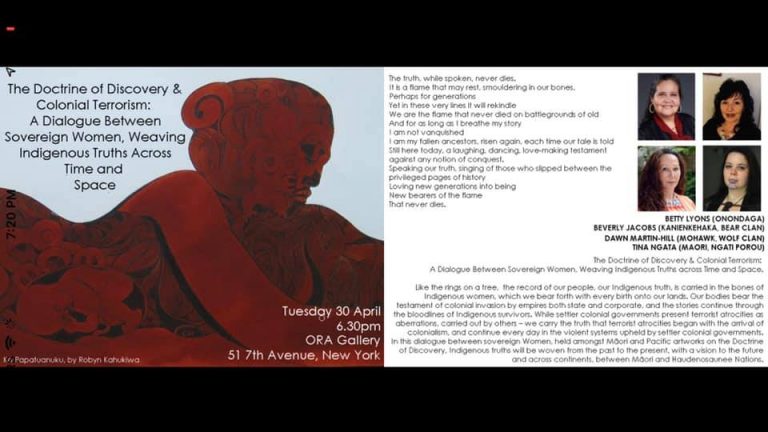 The Doctrine of Discovery &
Colonial Terrorism:
A Dialogue Between
Sovereign Women, Weaving
Indigenous Truths Across
Time and
Space
7:20 PM
Tuesdgy 30 April
6.30pm
ORA Gallery
51 7th Avenue, New York
Papatuanuku, by Robyn Kahukiwa
The truth, while spoken, never dies.
It is a flame that may rest, smouldering in our bones.
Perhaps for generations
Yet in these very lines it will rekindle
We are the flame that never died on battlegrounds of old
And for as long as I breathe my story
I am not vanquished
I am my fallen ancestors, risen again, each time our tale is told
Still here today, a laughing, dancing, love-making testament
against any notion of conquest.
Speaking our truth, singing of those who slipped between the
privileged pages of history
Loving new generations into being
New bearers of the flame
That never dies.
BETTY LYONS (ONONDAGA)
BEVERLY JACOBS (KANIENKEHAKA, BEAR CLAN)
DAWN MARTIN-HILL (MOHAWK, WOLF CLAN)
TINA NGATA (MAORI, NGATI POROU)
The Doctrine of Discovery & Colonial Terrorism:
A Dialogue Between Sovereign Women, Weaving Indigenous Truths across Time and Space.
Like the rings on a tree, the record of our people, our Indigenous truth, is carried in the bones of
Indigenous women, which we bear forth with every birth onto our lands. Our bodies bear the
testament of colonial invasion by empires both state and corporate, and the stories continue through
the bloodlines of Indigenous survivors. While settler colonial governments present terrorist atrocities as
aberrations, carried out by others – we carry the truth that terrorist atrocities began with the arrival of
colonialism, and continue every day in the violent systems upheld by settler colonial governments.
In this dialogue between sovereign Women, held amongst Māori and Pacific artworks on the Doctrine
of Discovery, Indigenous truths will be woven from the past to the present, with a vision to the future
and across continents, between Māori and Haudenosaunee Nations.